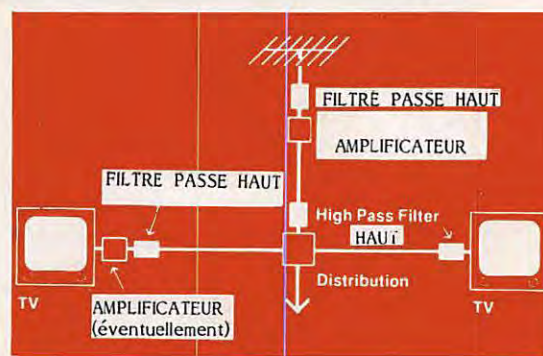 FILTRE PASSE HAUT
AMPLIFICATEUR
FILTRE PASSE HAUT
High Pass Filter
HAUT
Distribution
TV
AMPLIFICATEUR
(éventuellement)
TV